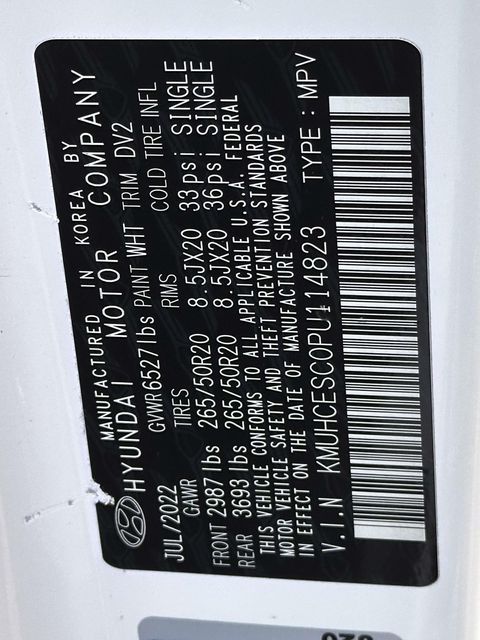 MANUFACTURED IN KOREA BY
HYUNDAI MOTOR COMPANY
JUL/2022 GVWR 6527lbs PAINT WHT TRIM DV2
GAWR TIRES RIMS COLD TIRE INFL
FRONT 2987 lbs 265/50R20 8.5JX20 33psi SINGLE
REAR 3693 lbs 265/50R20 8.5JX20 36psi SINGLE
THIS VEHICLE CONFORMS TO ALL APPLICABLE U.S.A. FEDERAL
MOTOR VEHICLE SAFETY AND THEFT PREVENTION STANDARDS
IN EFFECT ON THE DATE OF MANUFACTURE SHOWN ABOVE
V.I.N KMUHCESC0PU114823 TYPE : MPV